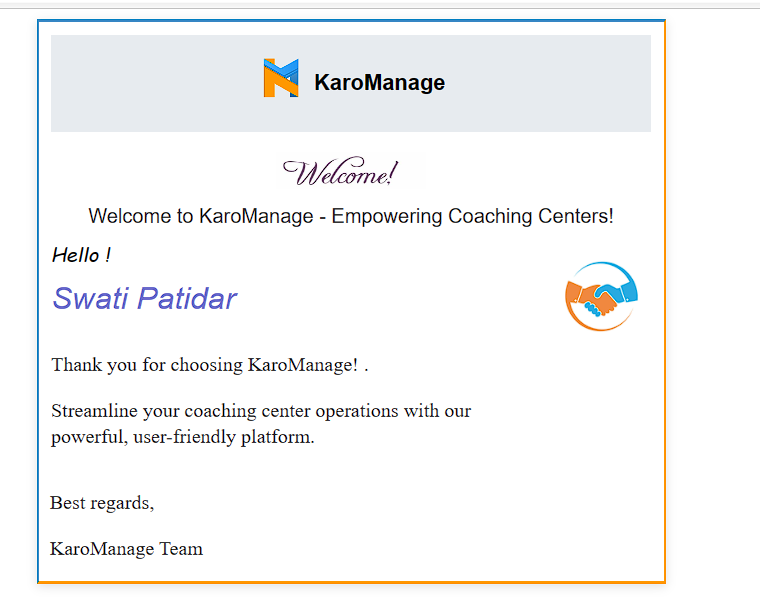 KaroManage
Welcome!
Welcome to KaroManage - Empowering Coaching Centers!
Hello !
Swati Patidar
Thank you for choosing KaroManage! .
Streamline your coaching center operations with our
powerful, user-friendly platform.
Best regards,
KaroManage Team